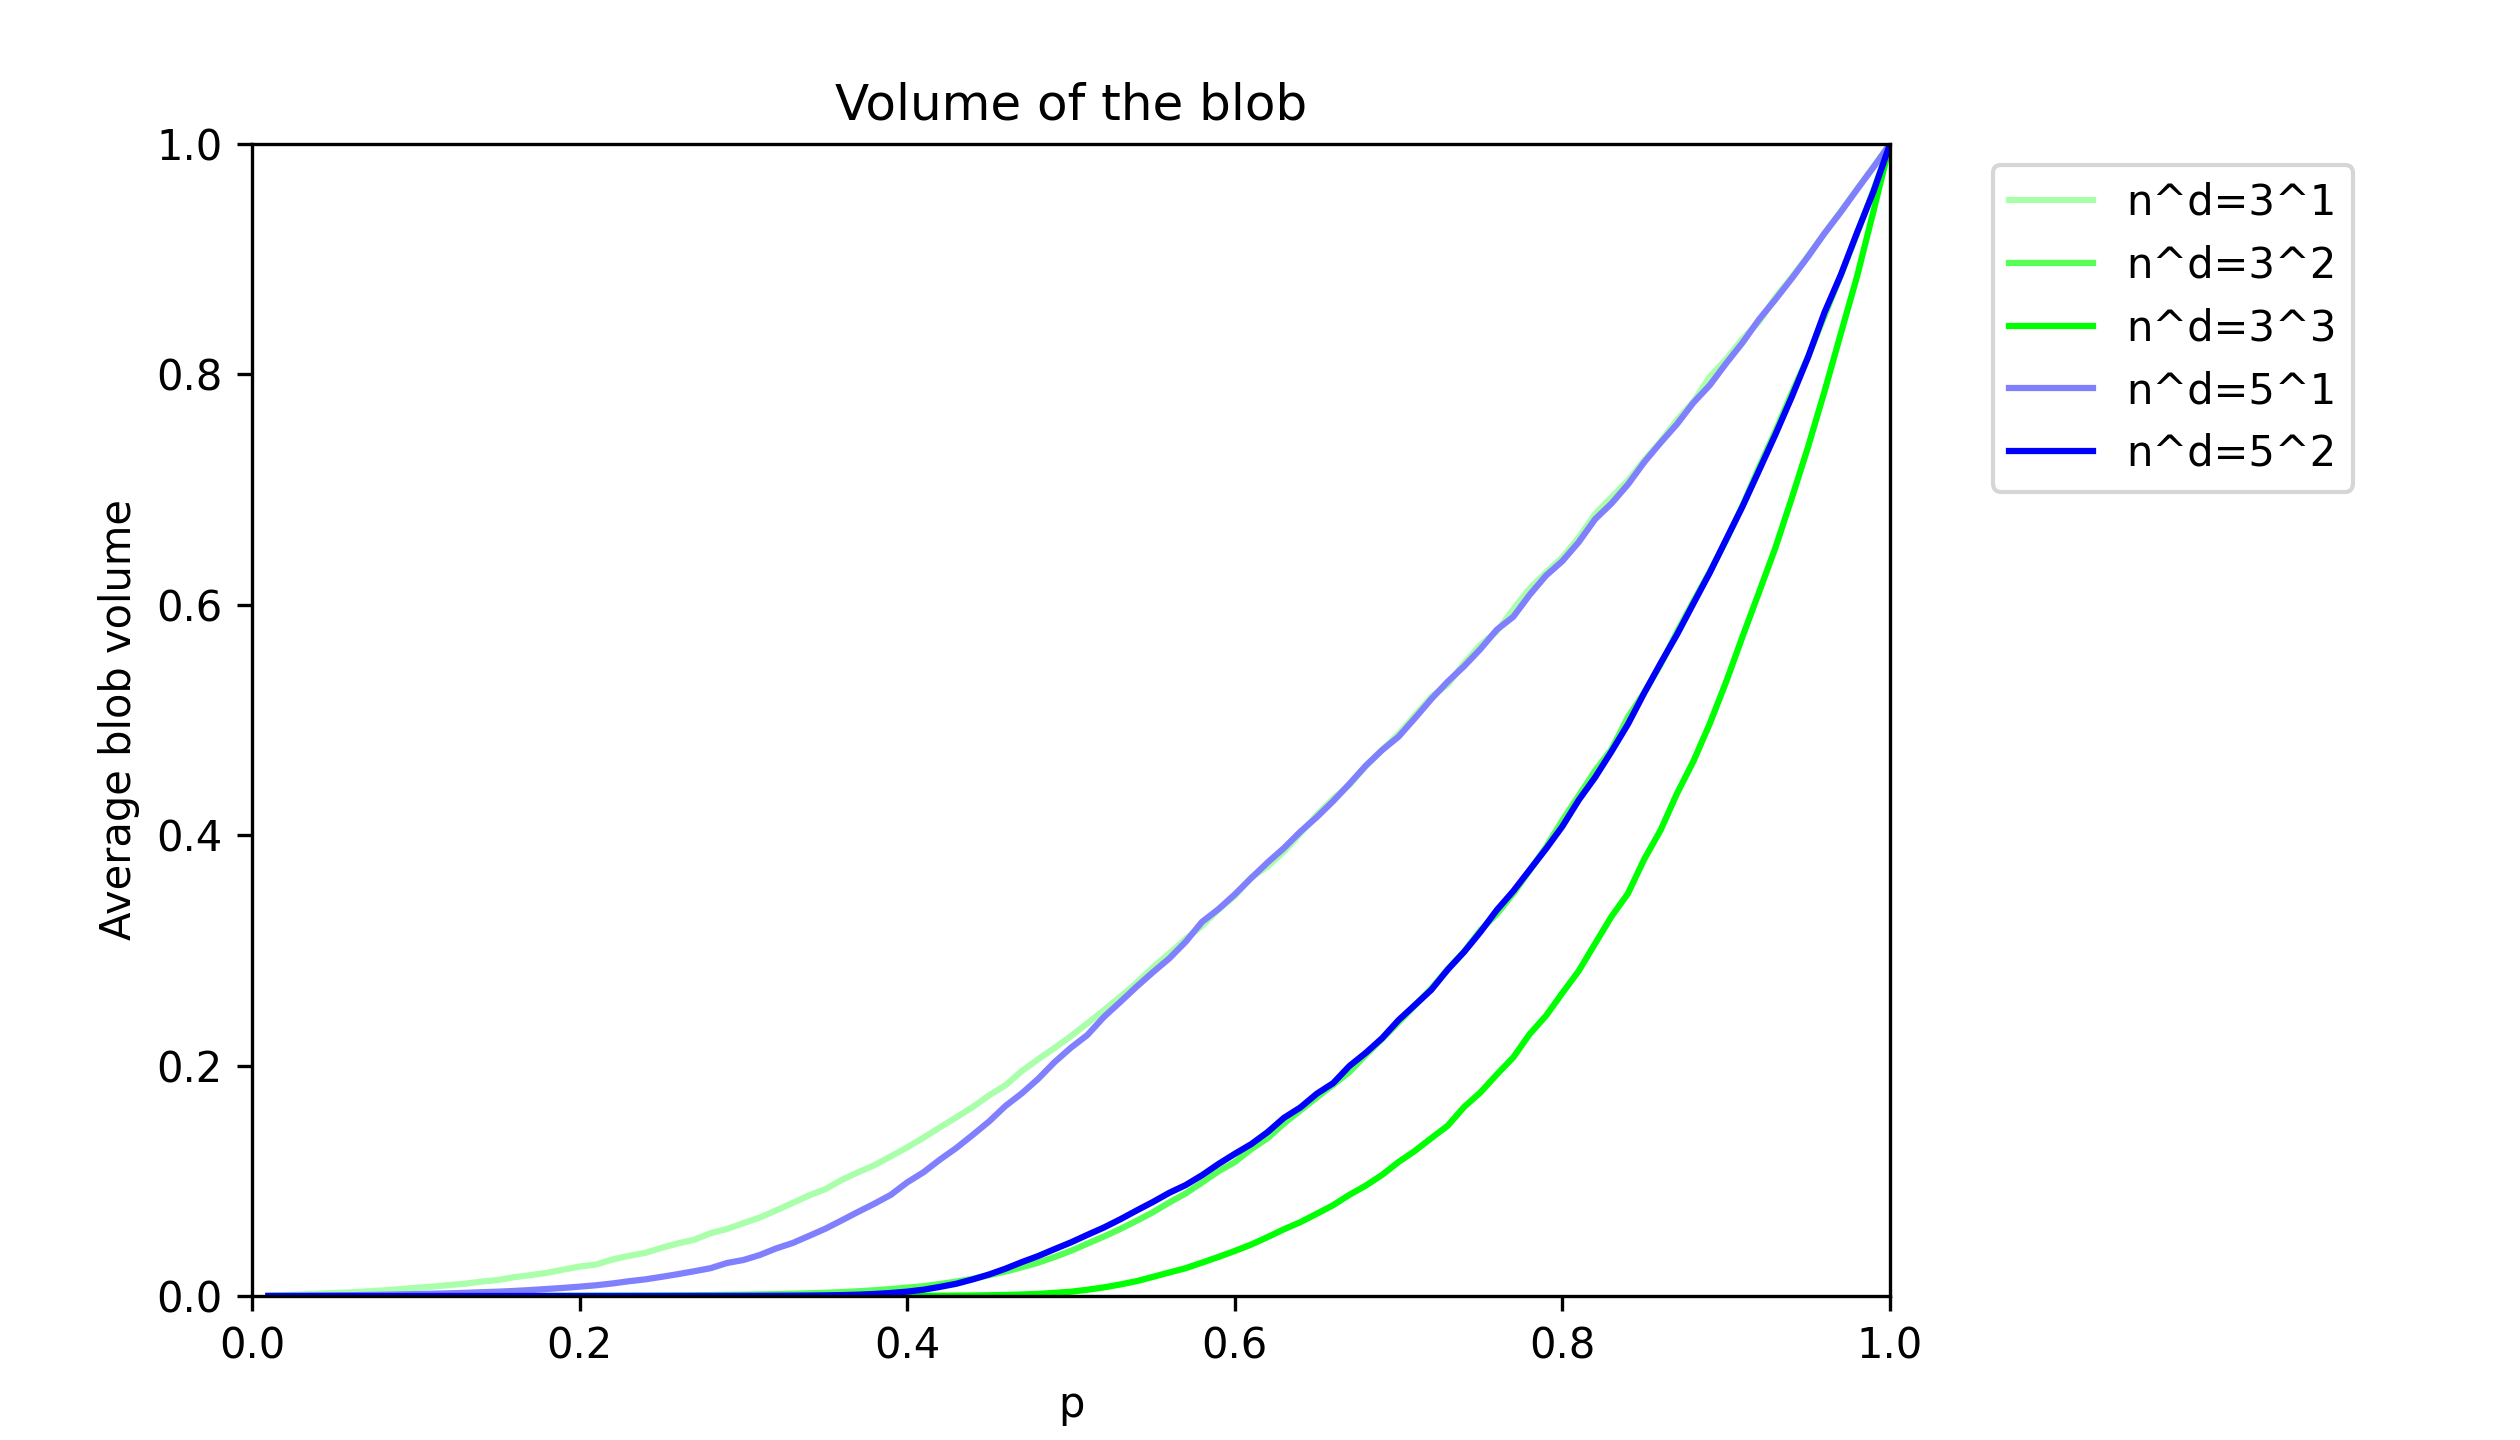 Volume of the blob
1.0
0.8
0.6
0.4
0.2
0.0
Average blob volume
0.0 0.2 0.4 0.6 0.8 1.0
p
n^d=3^1
n^d=3^2
n^d=3^3
n^d=5^1
n^d=5^2